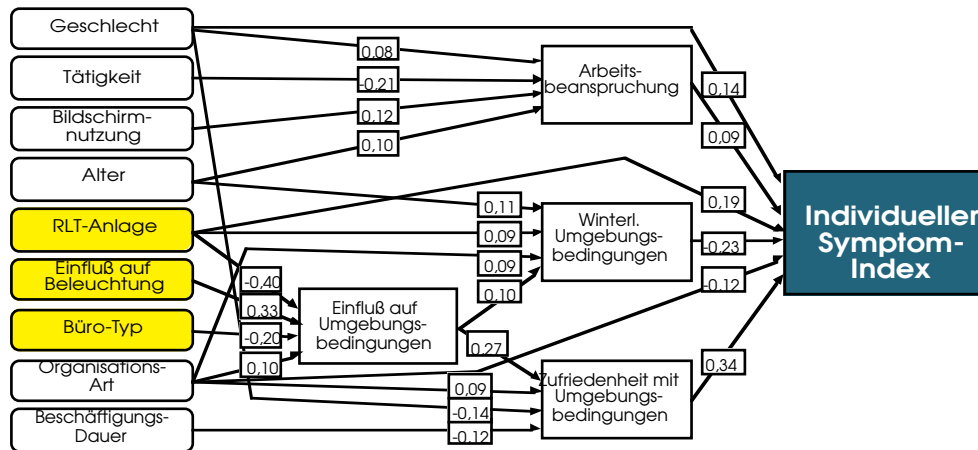 Geschlecht
Tätigkeit
Bildschirm-
nutzung
Alter
RLT-Anlage
Einfluß auf
Beleuchtung
Büro-Typ
Organisations-
Art
Beschäftigungs-
Dauer
0,08
-0,21
0,12
0,10
Arbeits-
beanspruchung
0,11
0,09
0,09
0,10
Winterl.
Umgebungs-
bedingungen
-0,40
0,33
-0,20
0,10
Einfluß auf
Umgebungs-
bedingungen
0,27
0,09
-0,14
-0,12
Zufriedenheit mit
Umgebungs-
bedingungen
0,14
0,09
0,19
-0,23
-0,12
0,34
Individueller
Symptom-
Index